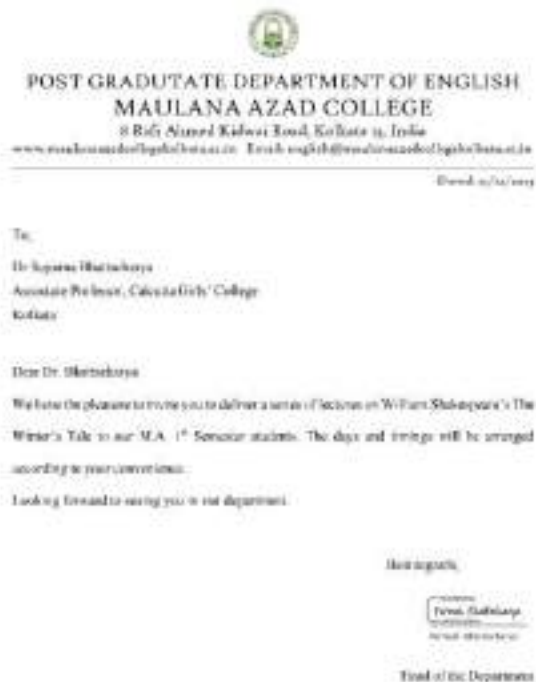 POST GRADUTATE DEPARTMENT OF ENGLISH
MAULANA AZAD COLLEGE
8 Rafi Ahmed Kidwai Road, Kolkata 13, India
Dated:
To,
Dr Suparna Bhattacharya
Associate Professor, Calcutta Girls' College
Kolkata
Dear Dr. Bhattacharya
We have the pleasure to invite you to deliver a series of lectures on William Shakespeare's The
Winter's Tale to our M.A. 1st Semester students. The days and timings will be arranged
according to your convenience.
Looking forward to seeing you in our department.
Best regards,
Head of the Department